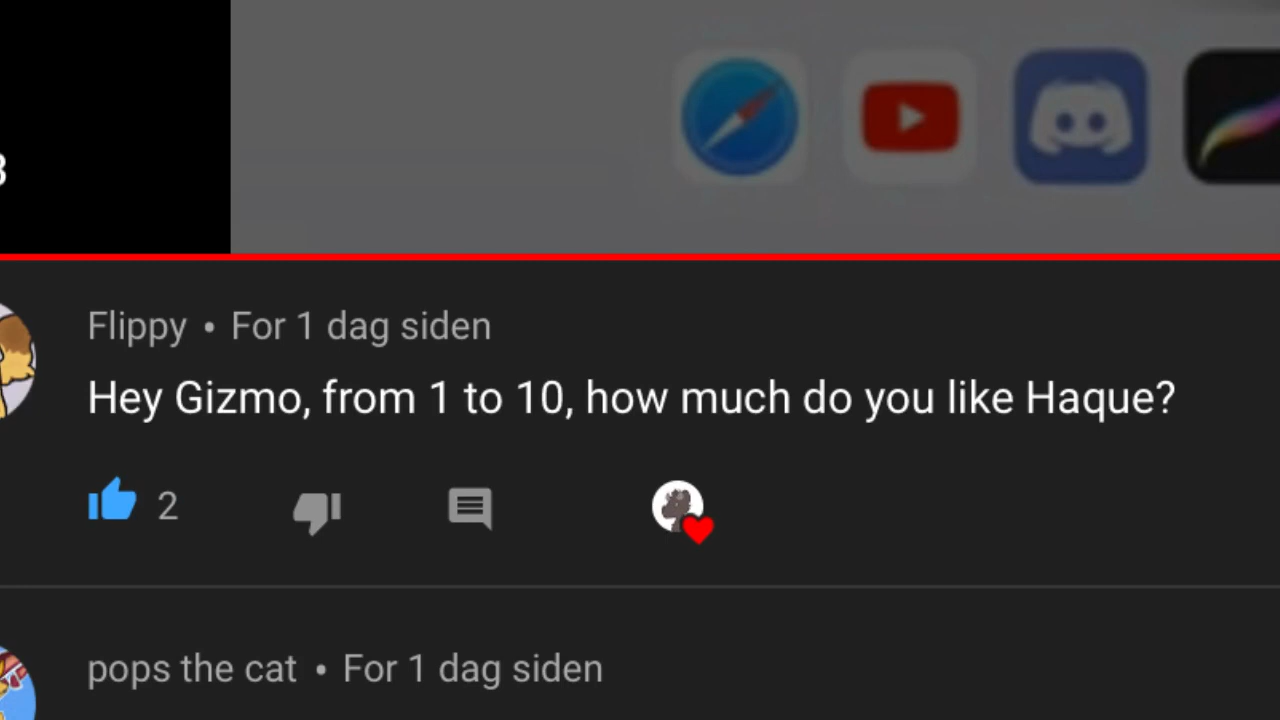 Flippy • For 1 dag siden
Hey Gizmo, from 1 to 10, how much do you like Haque?
2
pops the cat • For 1 dag siden